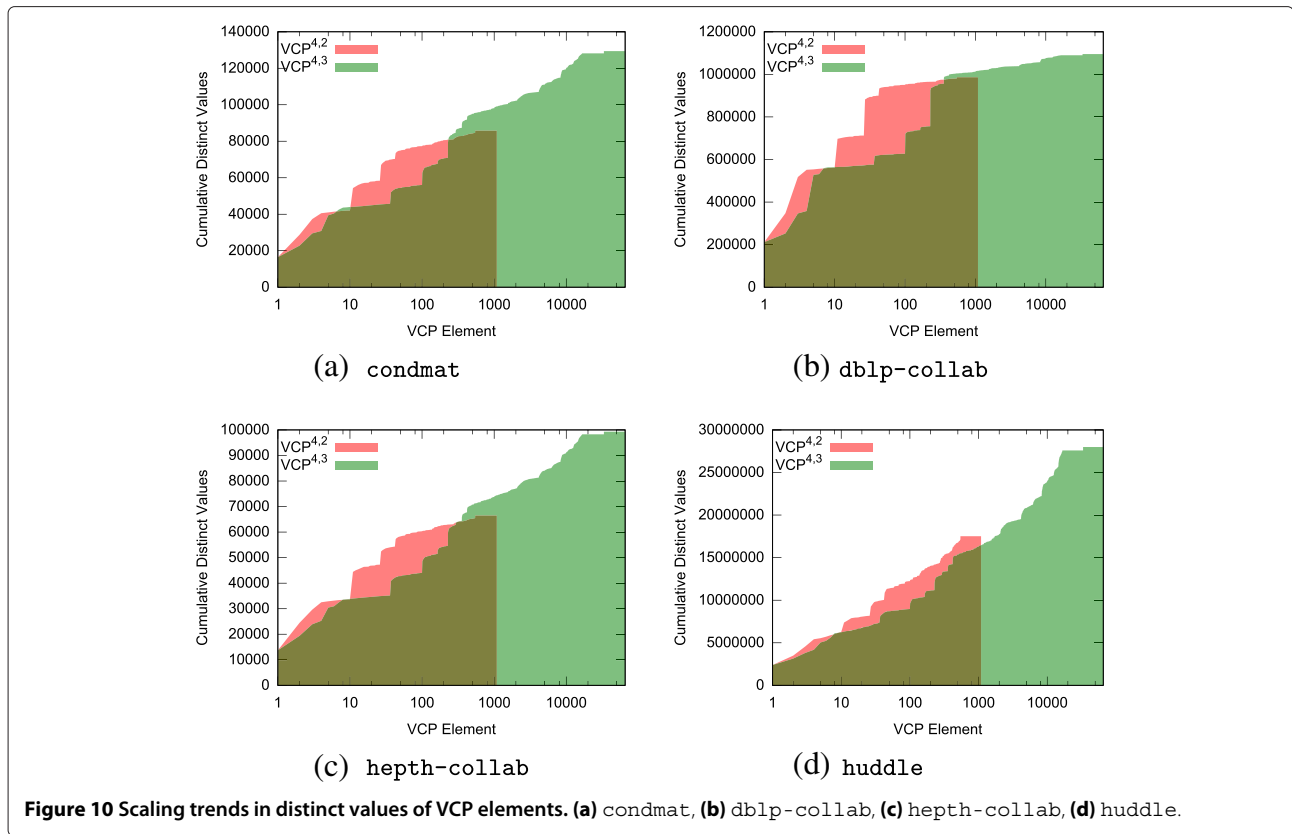 140000
120000
100000
80000
60000
40000
20000
0
Cumulative Distinct Values
VCP4,2
VCP4,3
1 10 100 1000 10000
VCP Element
(a) condmat
1200000
1000000
800000
600000
400000
200000
0
Cumulative Distinct Values
VCP4,2
VCP4,3
1 10 100 1000 10000
VCP Element
(b) dblp-collab
100000
90000
80000
70000
60000
50000
40000
30000
20000
10000
0
Cumulative Distinct Values
VCP4,2
VCP4,3
1 10 100 1000 10000
VCP Element
(c) hepth-collab
30000000
25000000
20000000
15000000
10000000
5000000
0
Cumulative Distinct Values
VCP4,2
VCP4,3
1 10 100 1000 10000
VCP Element
(d) huddle
Figure 10 Scaling trends in distinct values of VCP elements. (a) condmat, (b) dblp-collab, (c) hepth-collab, (d) huddle.